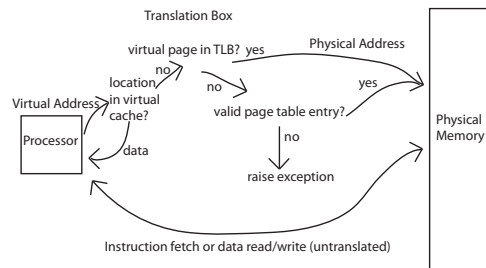 Translation Box
virtual page in TLB?
yes
Physical Address
no
location
in virtual
cache?
no
yes
Virtual Address
valid page table entry?
Processor
data
no
Physical
Memory
raise exception
Instruction fetch or data read/write (untranslated)